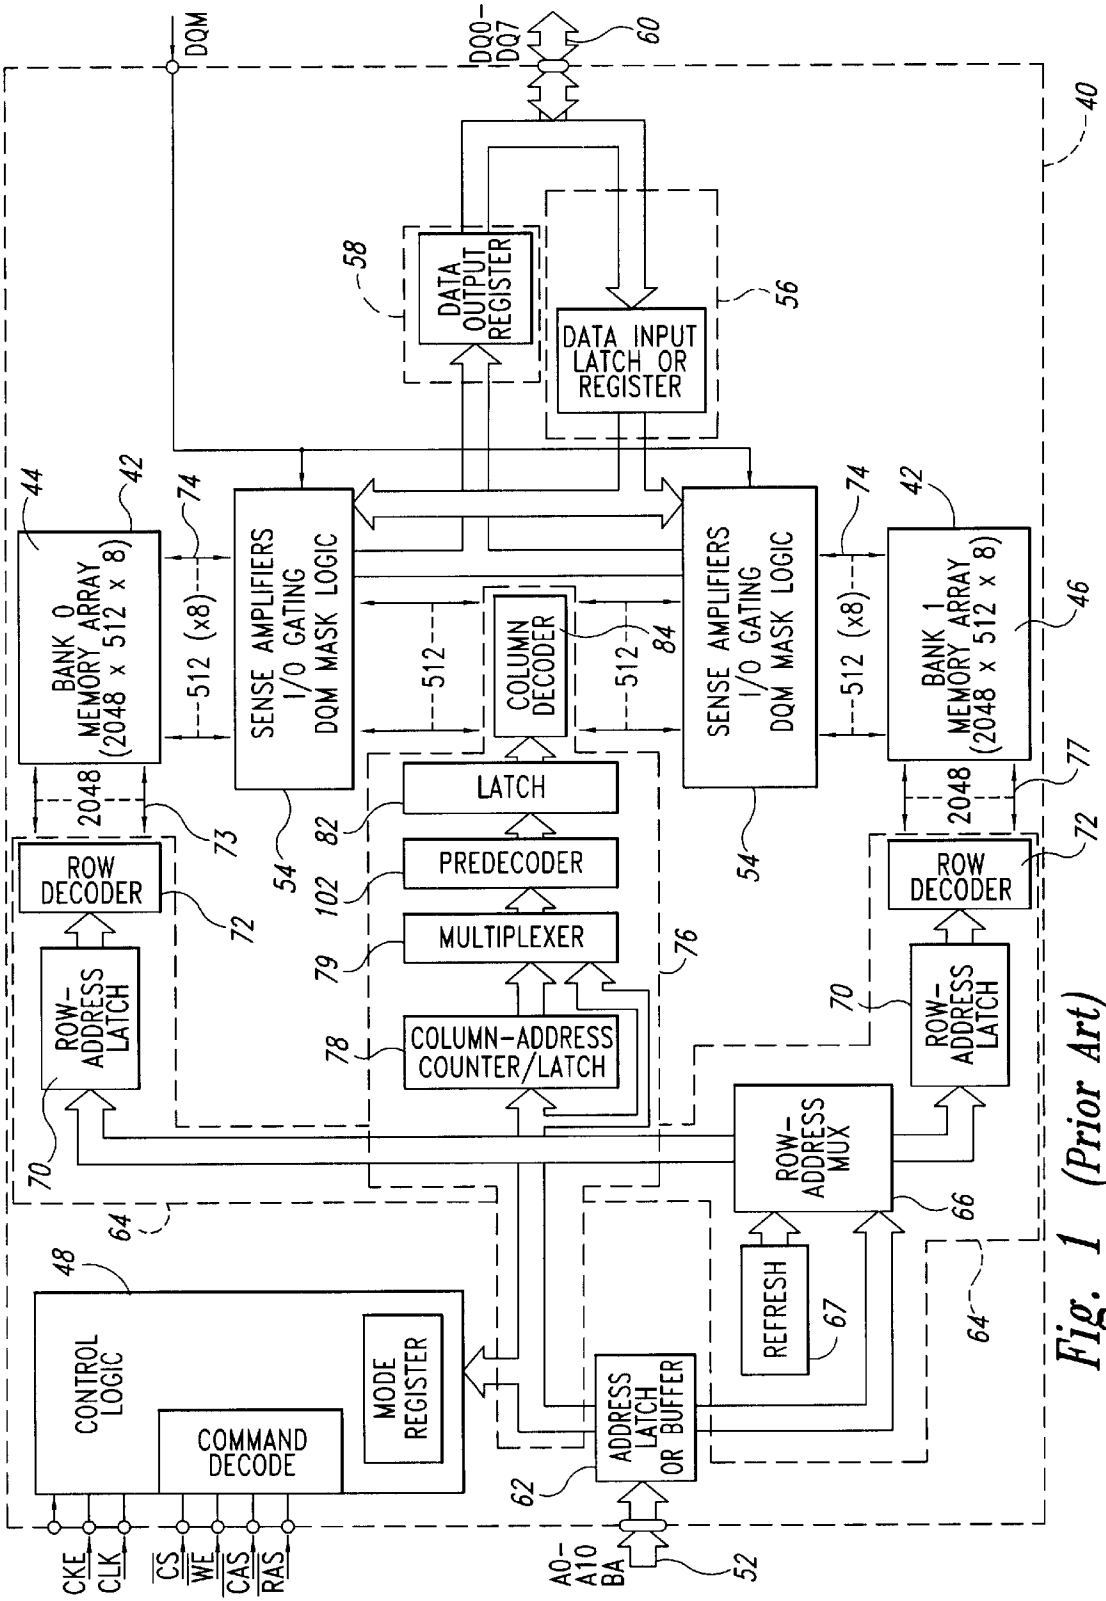 CKE
CLK
CS
WE
CAS
RAS
CONTROL
LOGIC
COMMAND
DECODE
MODE
REGISTER
48
64
70
ROW-
ADDRESS
LATCH
ROW
DECODER
72
2048
73
BANK 0
MEMORY ARRAY
(2048 x 512 x 8)
44
42
512 (x8)
74
SENSE AMPLIFIERS
I/O GATING
DQM MASK LOGIC
54
512
DQM
78
COLUMN-ADDRESS
COUNTER/LATCH
79
MULTIPLEXER
102
PREDECODER
82
LATCH
COLUMN
DECODER
84
76
58
DATA
OUTPUT
REGISTER
DATA INPUT
LATCH OR
REGISTER
56
DQ0-
DQ7
60
A0-
A10
BA
52
62
ADDRESS
LATCH
OR BUFFER
REFRESH
67
ROW-
ADDRESS
MUX
66
512
SENSE AMPLIFIERS
I/O GATING
DQM MASK LOGIC
54
512 (x8)
74
70
ROW-
ADDRESS
LATCH
ROW
DECODER
72
2048
77
BANK 1
MEMORY ARRAY
(2048 x 512 x 8)
42
46
64
40
Fig. 1 (Prior Art)